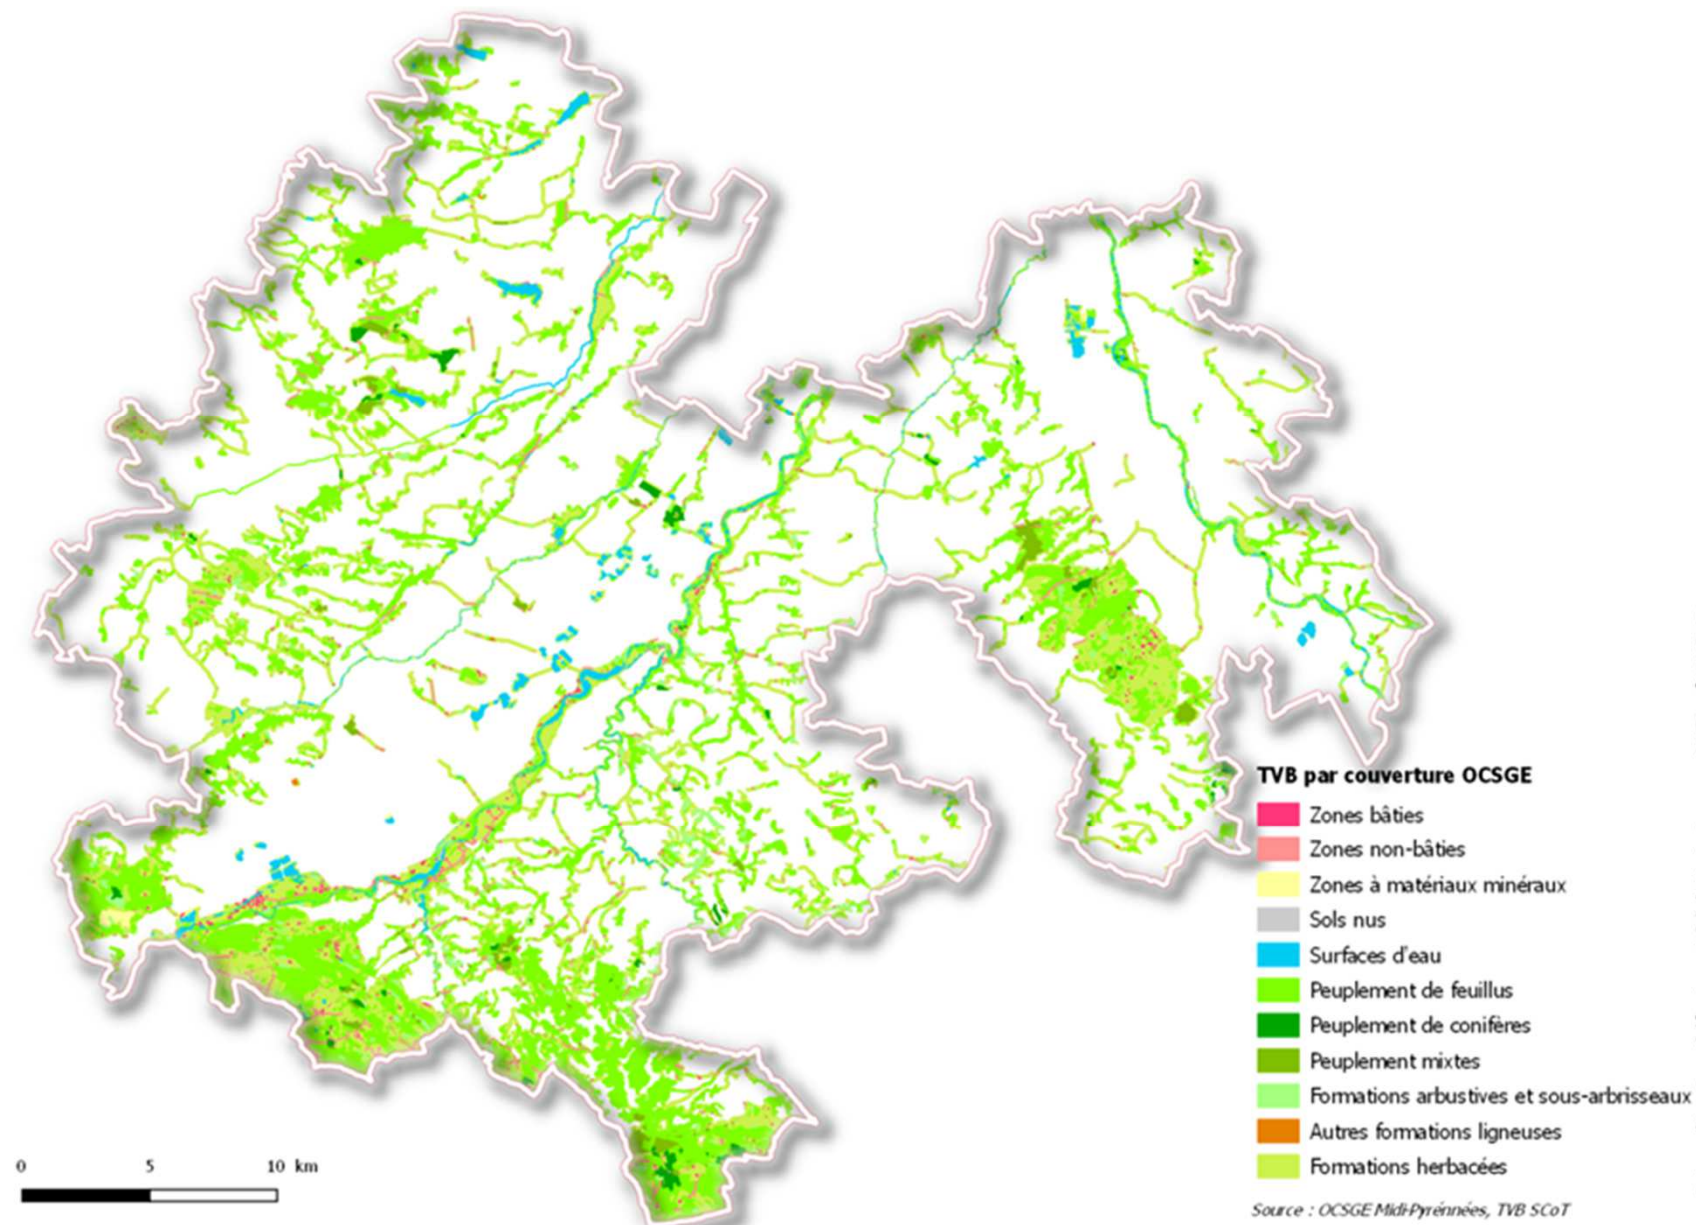 TVB par couverture OCSGE
Zones bâties
Zones non-bâties
Zones à matériaux minéraux
Sols nus
Surfaces d'eau
Peuplement de feuillus
Peuplement de conifères
Peuplement mixtes
Formations arbustives et sous-arbrisseaux
Autres formations ligneuses
Formations herbacées
0 5 10 km
Source : OCSGE Midi-Pyrénnées, TVB SCoT